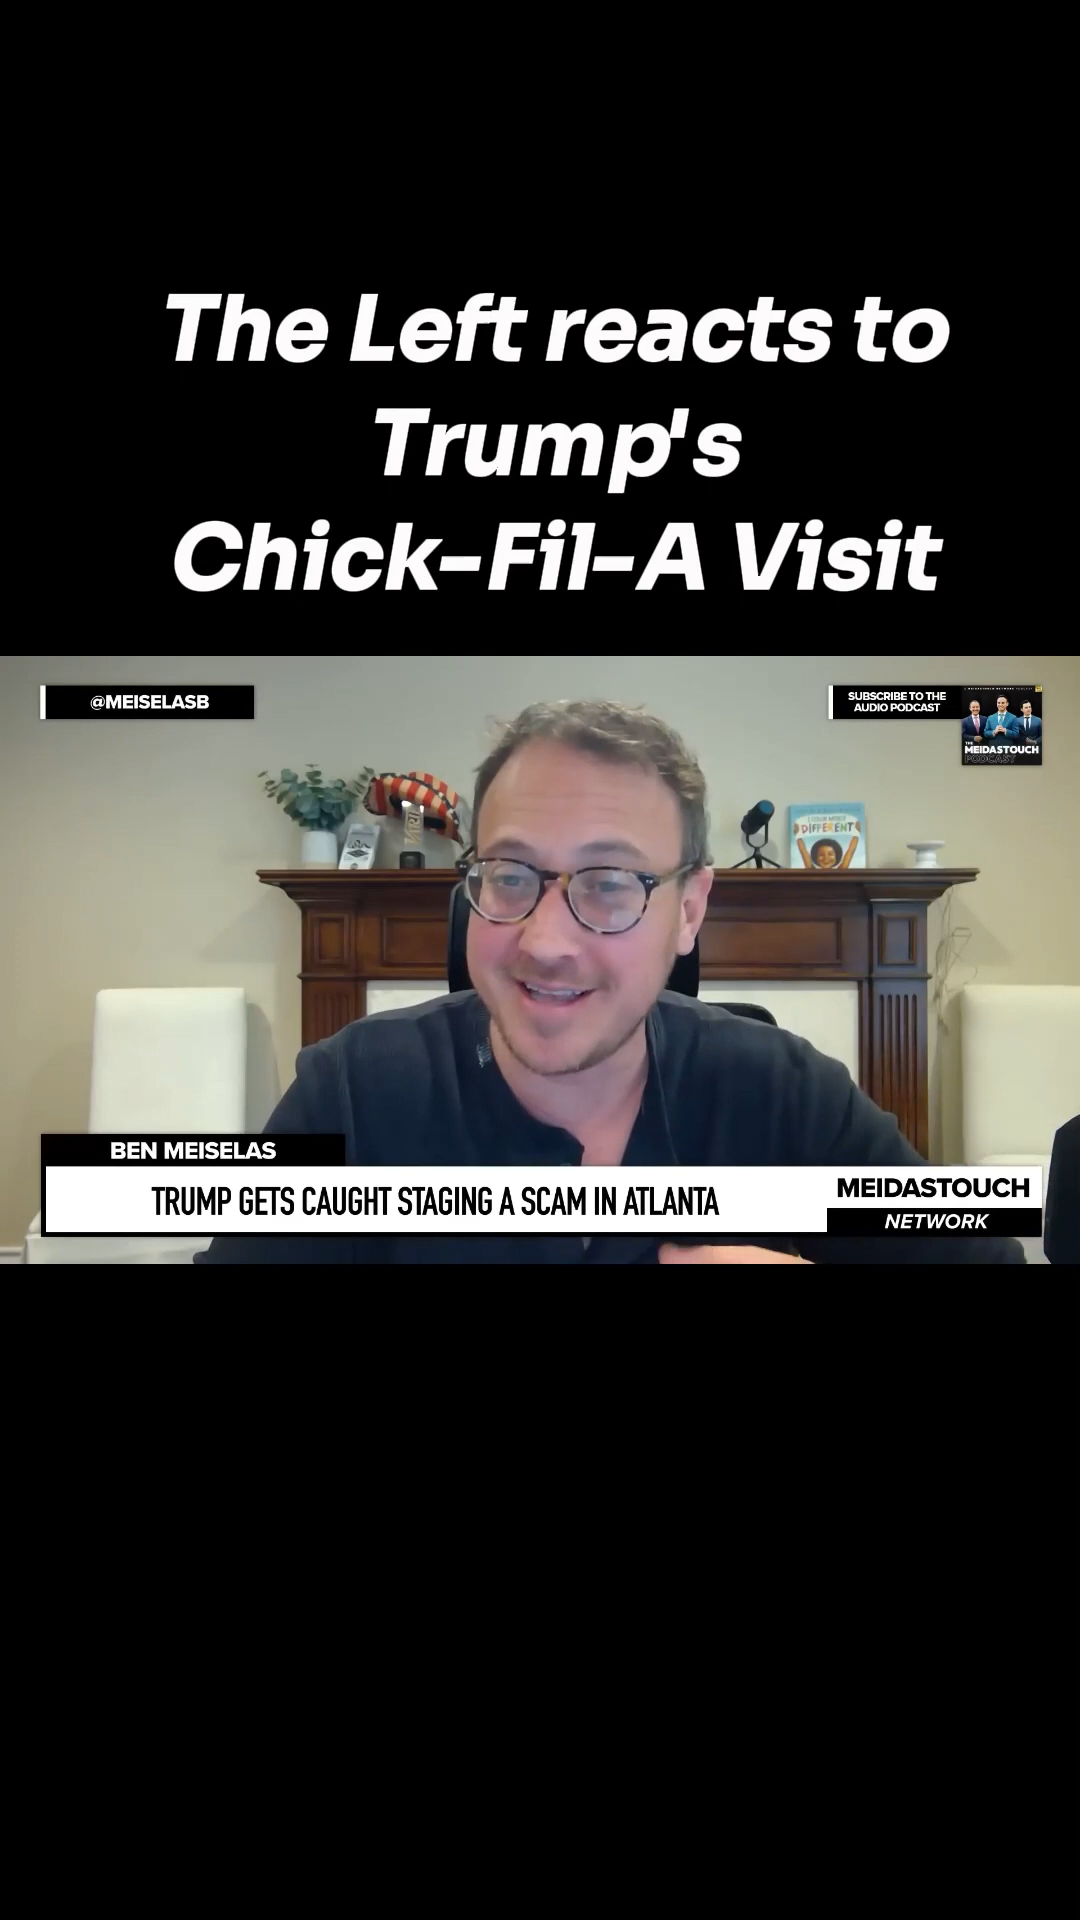 The Left reacts to
Trump's
Chick-Fil-A Visit
@MEISELASB
SUBSCRIBE TO THE
AUDIO PODCAST
THE
MEIDASTOUCH
PODCAST
DIFFERENT
BEN MEISELAS
TRUMP GETS CAUGHT STAGING A SCAM IN ATLANTA
MEIDASTOUCH
NETWORK